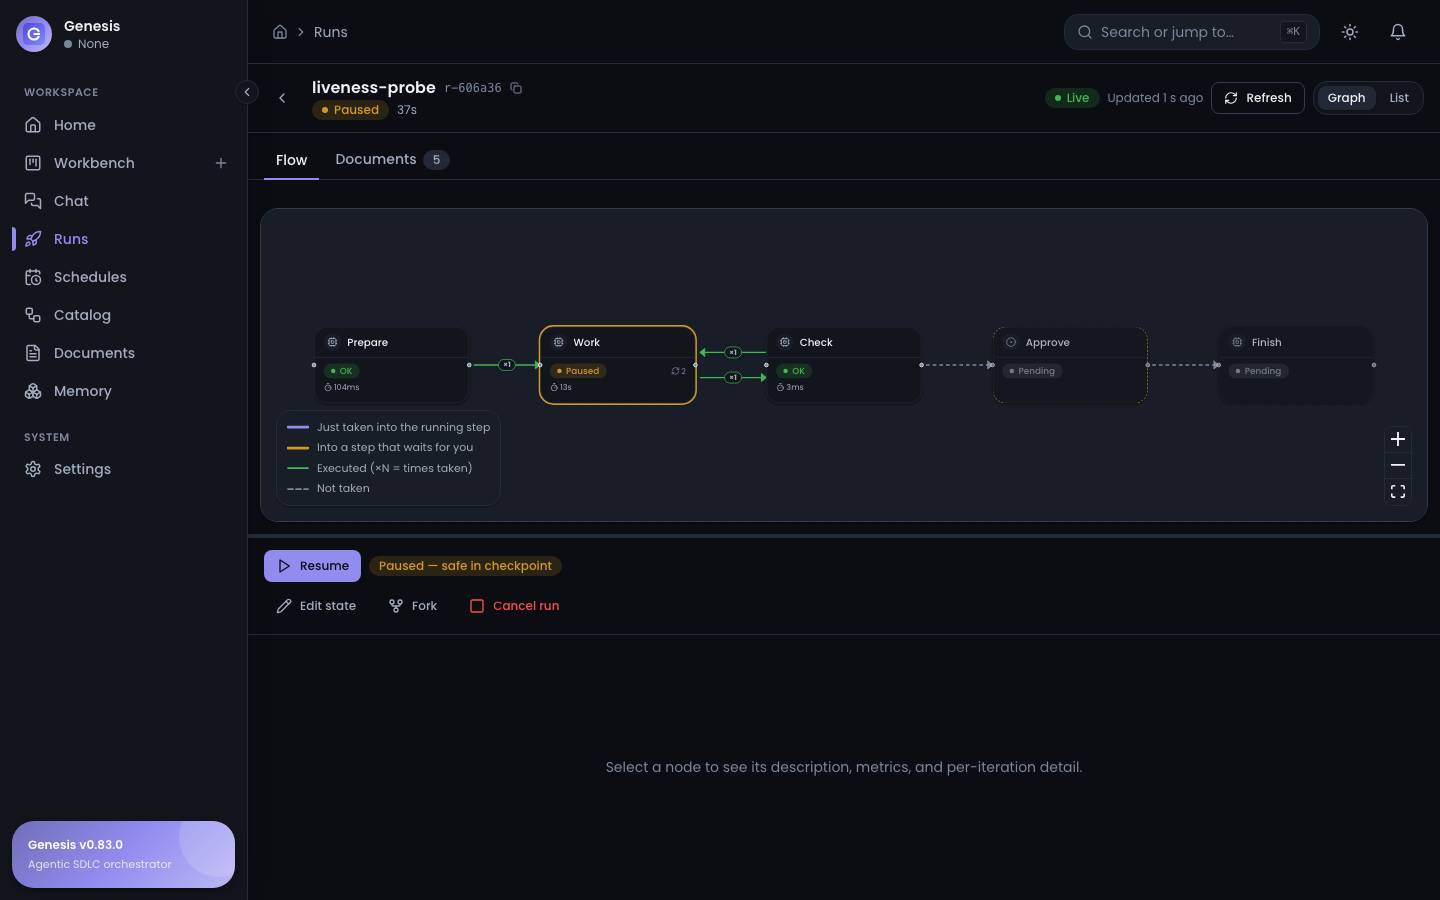 Genesis
None
WORKSPACE
Home
Workbench
Chat
Runs
Schedules
Catalog
Documents
Memory
SYSTEM
Settings
Genesis v0.83.0
Agentic SDLC orchestrator
Runs
Search or jump to...
⌘K
liveness-probe r-606a36
Paused 37s
Live Updated 1 s ago Refresh Graph List
Flow Documents 5
Prepare
OK
104ms
×1
Work
Paused 2
13s
×1
×1
Check
OK
3ms
Approve
Pending
Finish
Pending
Just taken into the running step
Into a step that waits for you
Executed (×N = times taken)
Not taken
Resume Paused — safe in checkpoint
Edit state Fork Cancel run
Select a node to see its description, metrics, and per-iteration detail.